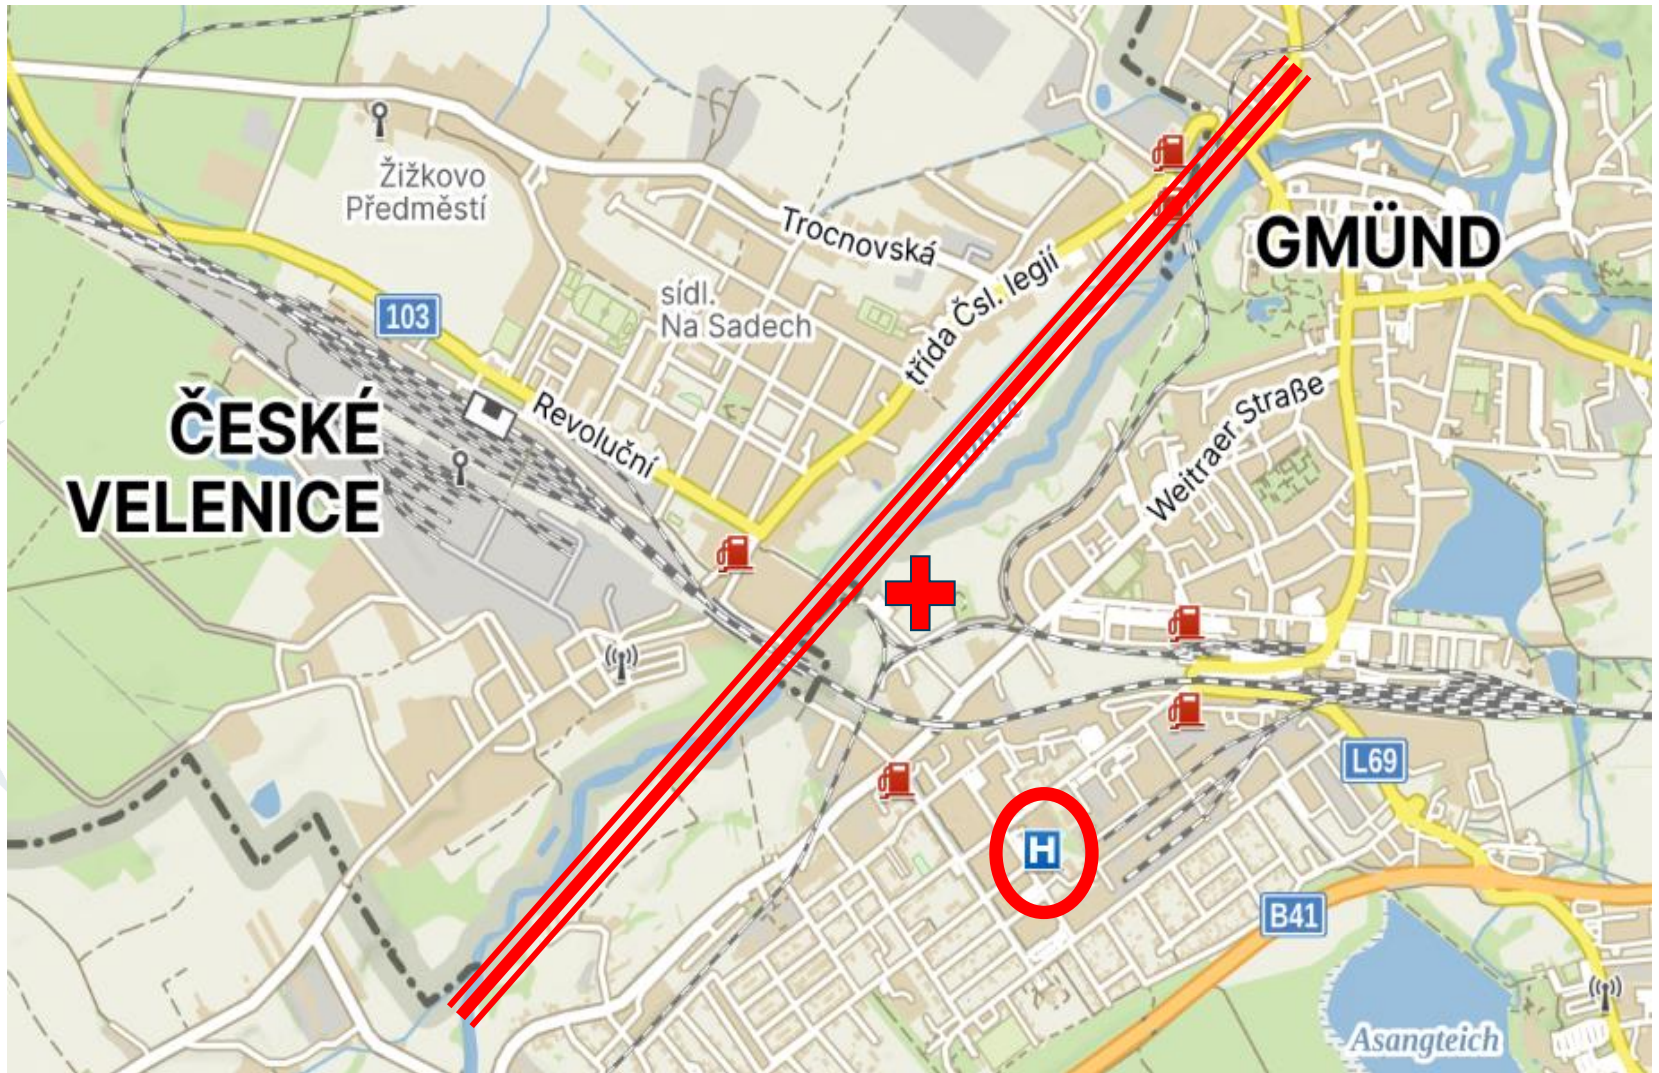 Žižkovo
Předměstí
Trocnovská
GMÜND
třída Čsl. legií
sídl.
Na Sadech
103
Revoluční
ČESKÉ
VELENICE
Weitraer Straße
L69
H
B41
Asangteich